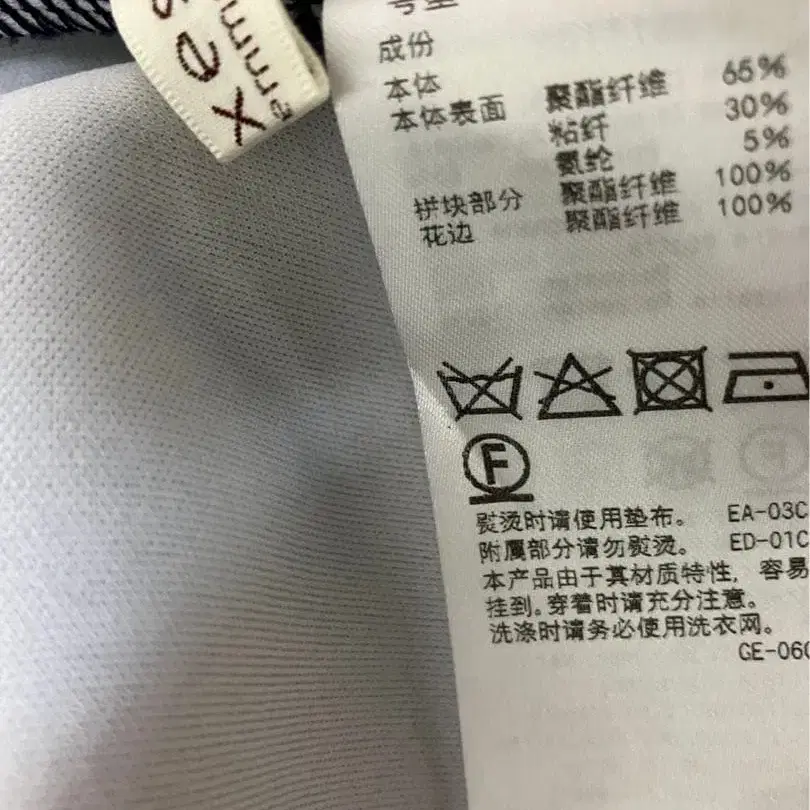 号型
成份
本体
本体表面 聚酯纤维 65%
粘纤 30%
氨纶 5%
拼块部分 聚酯纤维 100%
花边 聚酯纤维 100%
F
熨烫时请使用垫布。 EA-03C
附属部分请勿熨烫。 ED-01C
本产品由于其材质特性, 容易
挂到。穿着时请充分注意。
洗涤时请务必使用洗衣网。
GE-060